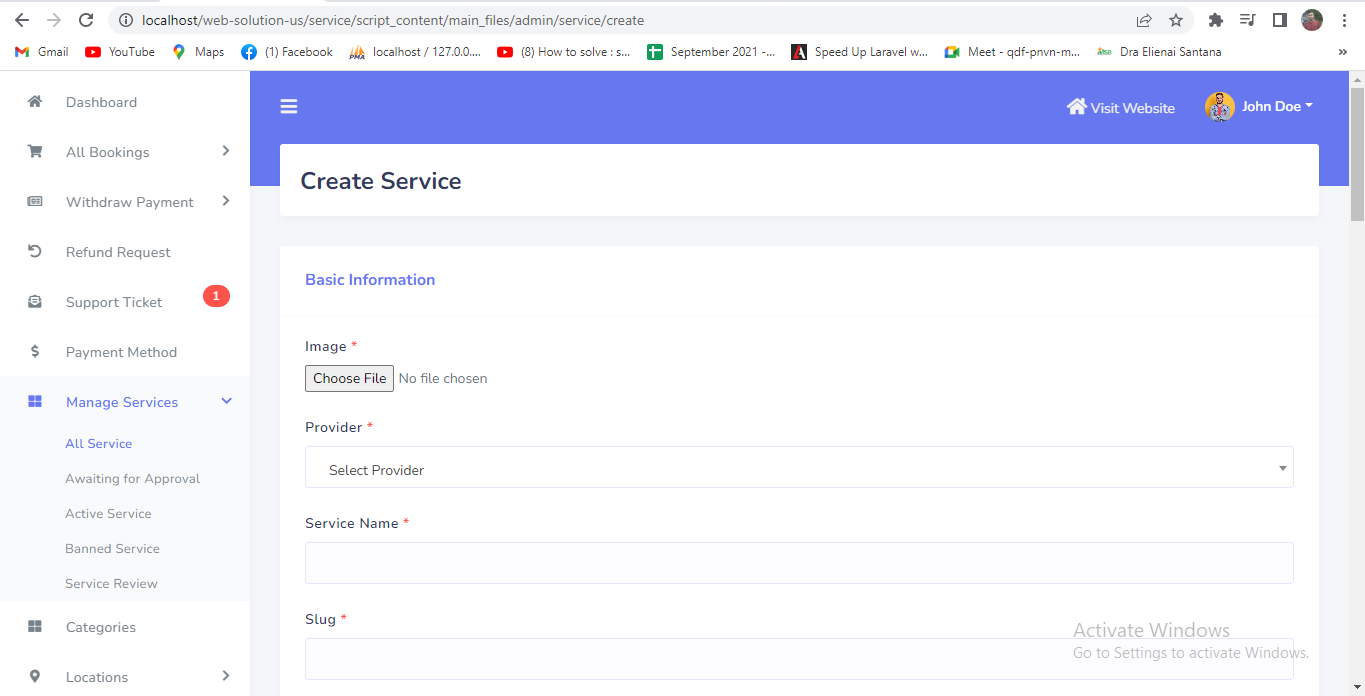 localhost/web-solution-us/service/script_content/main_files/admin/service/create
Gmail YouTube Maps (1) Facebook localhost / 127.0.0.... (8) How to solve : s... September 2021 -... Speed Up Laravel w... Meet - qdf-pnvn-m... Dra Elienai Santana »
Dashboard
All Bookings
Withdraw Payment
Refund Request
Support Ticket 1
Payment Method
Manage Services
All Service
Awaiting for Approval
Active Service
Banned Service
Service Review
Categories
Locations
Visit Website John Doe
Create Service
Basic Information
Image *
Choose File No file chosen
Provider *
Select Provider
Service Name *
Slug *
Activate Windows
Go to Settings to activate Windows.